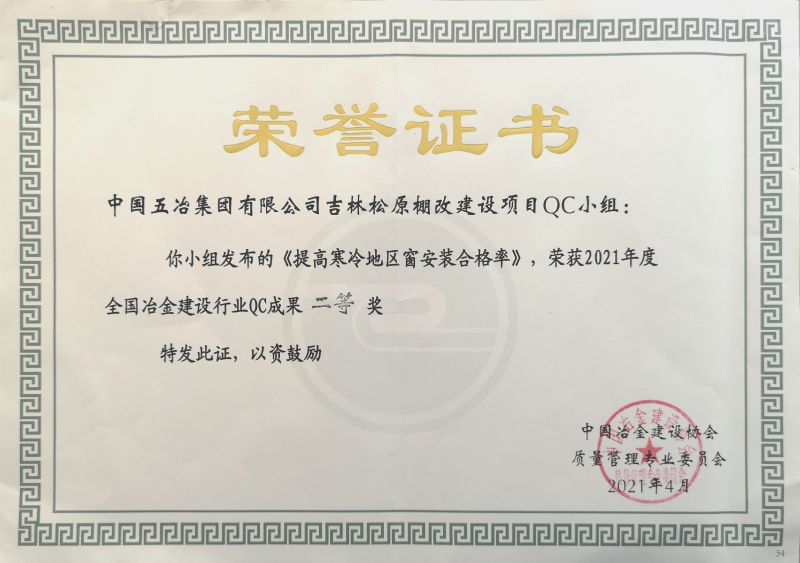 荣誉证书
中国五冶集团有限公司吉林松原棚改建设项目QC小组：
你小组发布的《提高寒冷地区窗安装合格率》，荣获2021年度
全国冶金建设行业QC成果 二等 奖
特发此证，以资鼓励
中国冶金建设协会
质量管理专业委员会
2021年4月
54